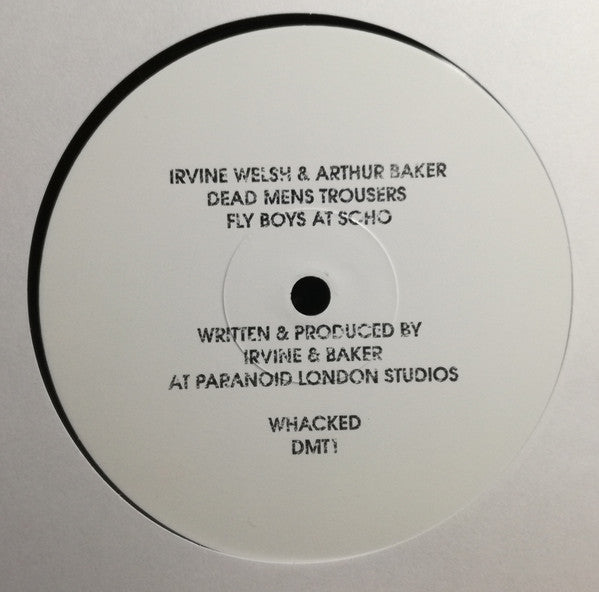 IRVINE WELSH & ARTHUR BAKER
DEAD MENS TROUSERS
FLY BOYS AT SOHO
WRITTEN & PRODUCED BY
IRVINE & BAKER
AT PARANOID LONDON STUDIOS
WHACKED
DMT1